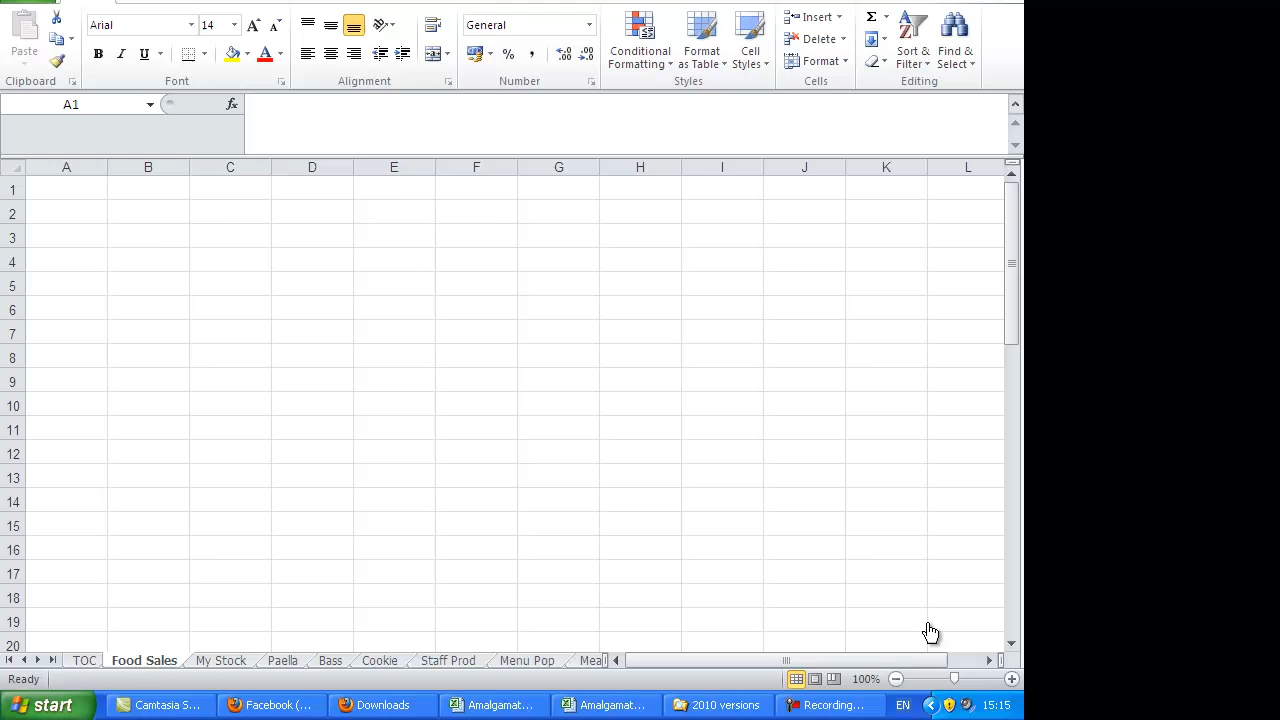 Arial 14 General
Paste
B I U A % ,
Conditional Formatting
Format as Table
Cell Styles
Insert
Delete
Format
Σ
Sort & Filter
Find & Select
Clipboard Font Alignment Number Styles Cells Editing
A1 fx
A B C D E F G H I J K L
1
2
3
4
5
6
7
8
9
10
11
12
13
14
15
16
17
18
19
20
TOC Food Sales My Stock Paella Bass Cookie Staff Prod Menu Pop Mea
Ready 100%
start Camtasia S... Facebook (... Downloads Amalgamat... Amalgamat... 2010 versions Recording... EN 15:15